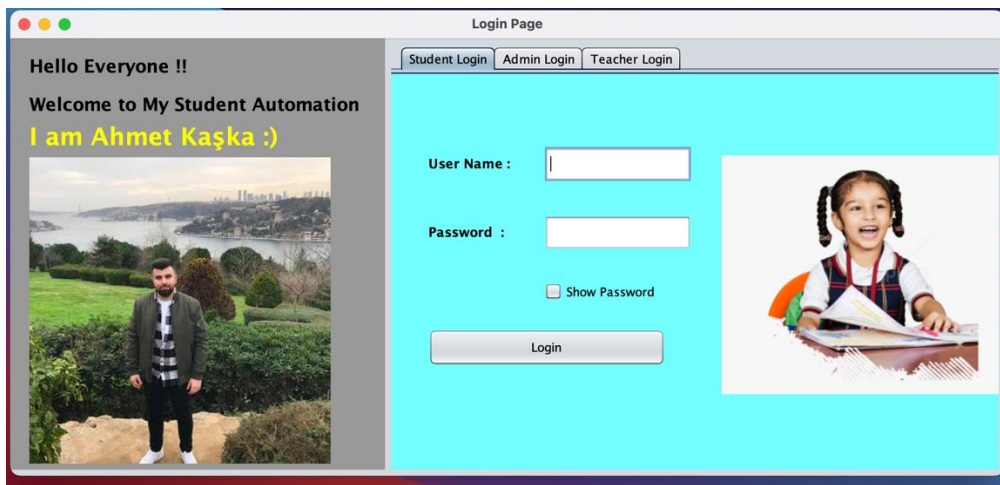 Login Page
Hello Everyone !!
Welcome to My Student Automation
I am Ahmet Kaşka :)
Student Login
Admin Login
Teacher Login
User Name :
Password :
Show Password
Login